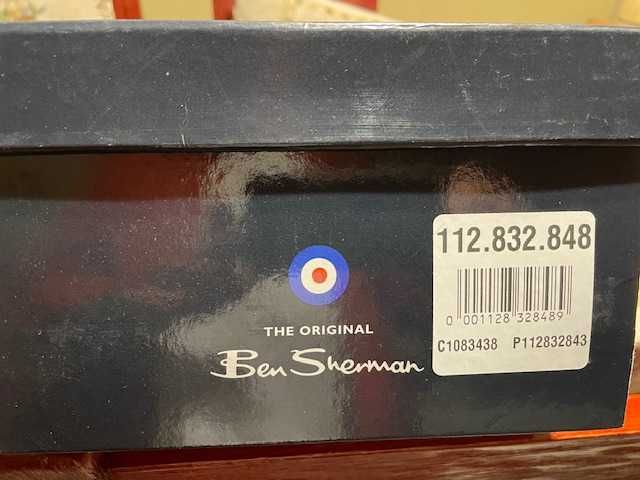 112.832.848
0 001128 328489
C1083438 P112832843
THE ORIGINAL
Ben Sherman